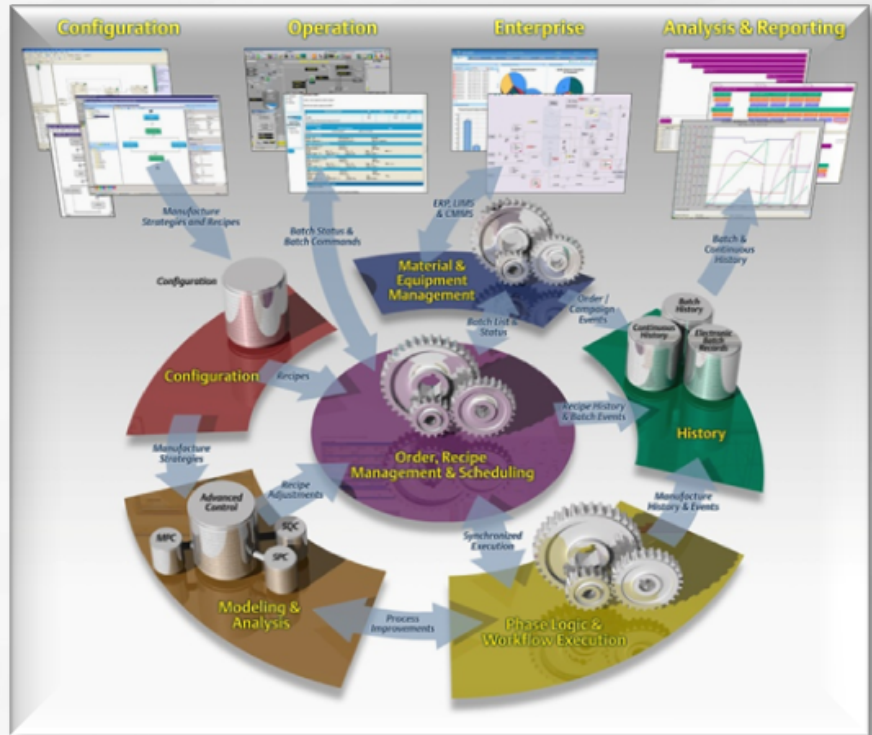 Configuration
Operation
Enterprise
Analysis & Reporting
Manufacture
Strategies and Recipes
Batch Status &
Batch Commands
ERP, LIMS
& CMMS
Batch &
Continuous
History
Configuration
Material &
Equipment
Management
Order /
Campaign
Events
Batch
History
Continuous
History
Electronic
Batch
Records
Batch List &
Status
Configuration
Recipes
Recipe History
& Batch Events
History
Order, Recipe
Management & Scheduling
Manufacture
Strategies
Recipe
Adjustments
Advanced
Control
MPC
SQC
SPC
Synchronized
Execution
Manufacture
History & Events
Modeling &
Analysis
Process
Improvements
Phase Logic &
Workflow Execution